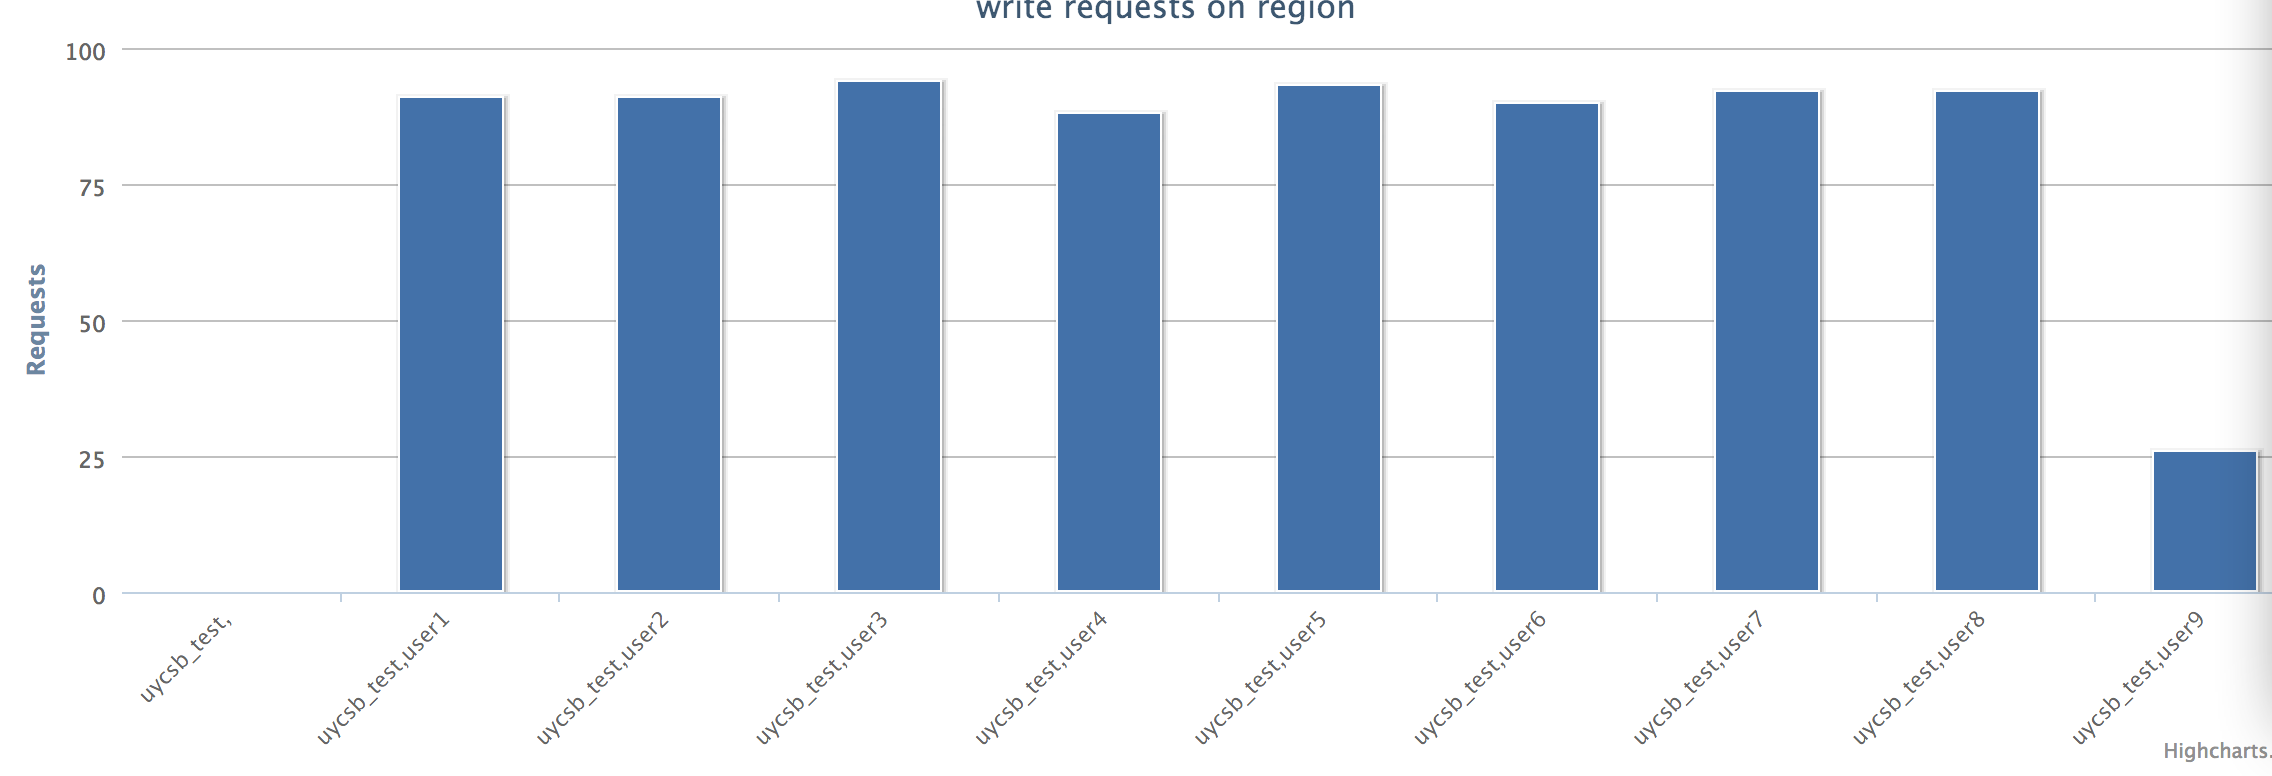 write requests on region
100
75
50
25
0
Requests
uycsb_test,
uycsb_test,user1
uycsb_test,user2
uycsb_test,user3
uycsb_test,user4
uycsb_test,user5
uycsb_test,user6
uycsb_test,user7
uycsb_test,user8
uycsb_test,user9
Highcharts.